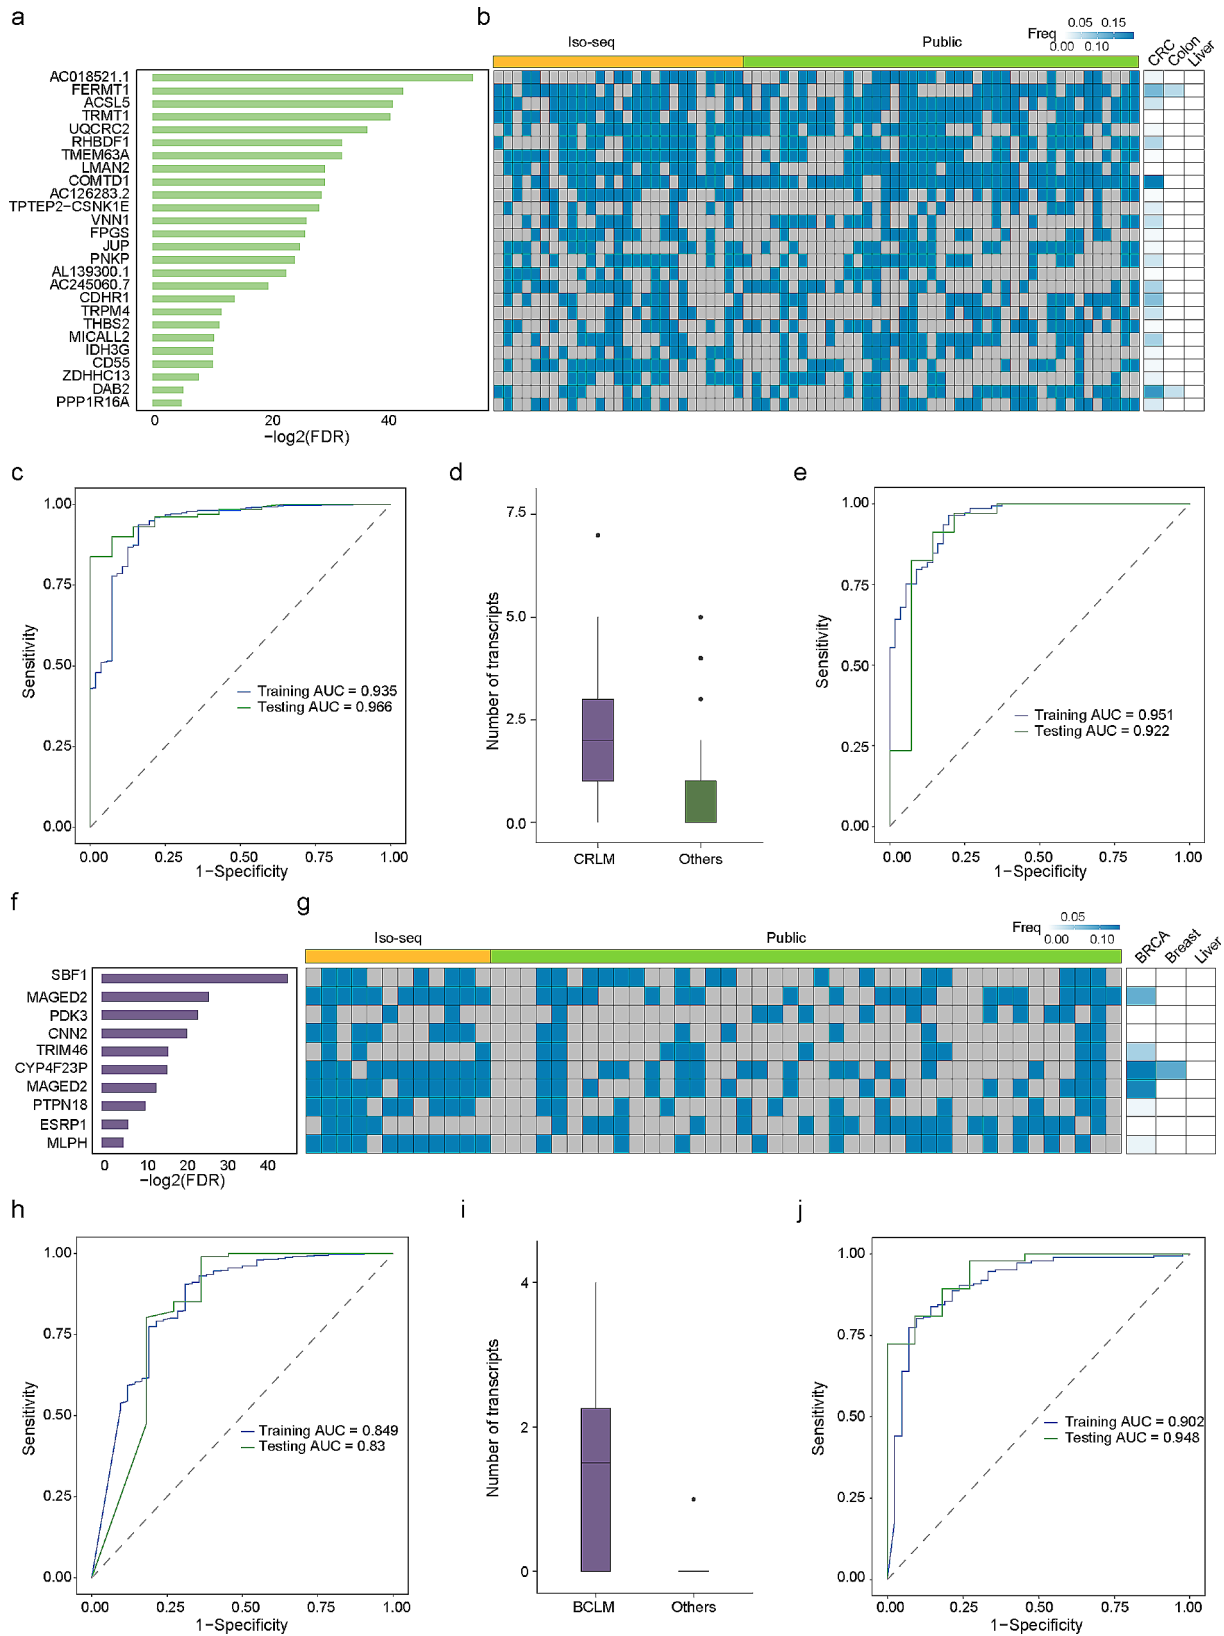 a
AC018521.1
FERMT1
ACSL5
TRMT1
UQCRC2
RHBDF1
TMEM63A
LMAN2
COMTD1
AC126283.2
TPTEP2−CSNK1E
VNN1
FPGS
JUP
PNKP
AL139300.1
AC245060.7
CDHR1
TRPM4
THBS2
MICALL2
IDH3G
CD55
ZDHHC13
DAB2
PPP1R16A
0 20 40
−log2(FDR)
b
Iso−seq
Public
Freq
0.05 0.15
0.00 0.10
CRC
Colon
Liver
c
Sensitivity
1.00
0.75
0.50
0.25
0.00
Training AUC = 0.935
Testing AUC = 0.966
0.00 0.25 0.50 0.75 1.00
1−Specificity
d
Number of transcripts
7.5
5.0
2.5
0.0
CRLM Others
e
Sensitivity
1.00
0.75
0.50
0.25
0.00
Training AUC = 0.951
Testing AUC = 0.922
0.00 0.25 0.50 0.75 1.00
1−Specificity
f
SBF1
MAGED2
PDK3
CNN2
TRIM46
CYP4F23P
MAGED2
PTPN18
ESRP1
MLPH
0 10 20 30 40
−log2(FDR)
g
Iso−seq
Public
Freq
0.05
0.00 0.10
BRCA
Breast
Liver
h
Sensitivity
1.00
0.75
0.50
0.25
0.00
Training AUC = 0.849
Testing AUC = 0.83
0.00 0.25 0.50 0.75 1.00
1−Specificity
i
Number of transcripts
4
2
0
BCLM Others
j
Sensitivity
1.00
0.75
0.50
0.25
0.00
Training AUC = 0.902
Testing AUC = 0.948
0.00 0.25 0.50 0.75 1.00
1−Specificity